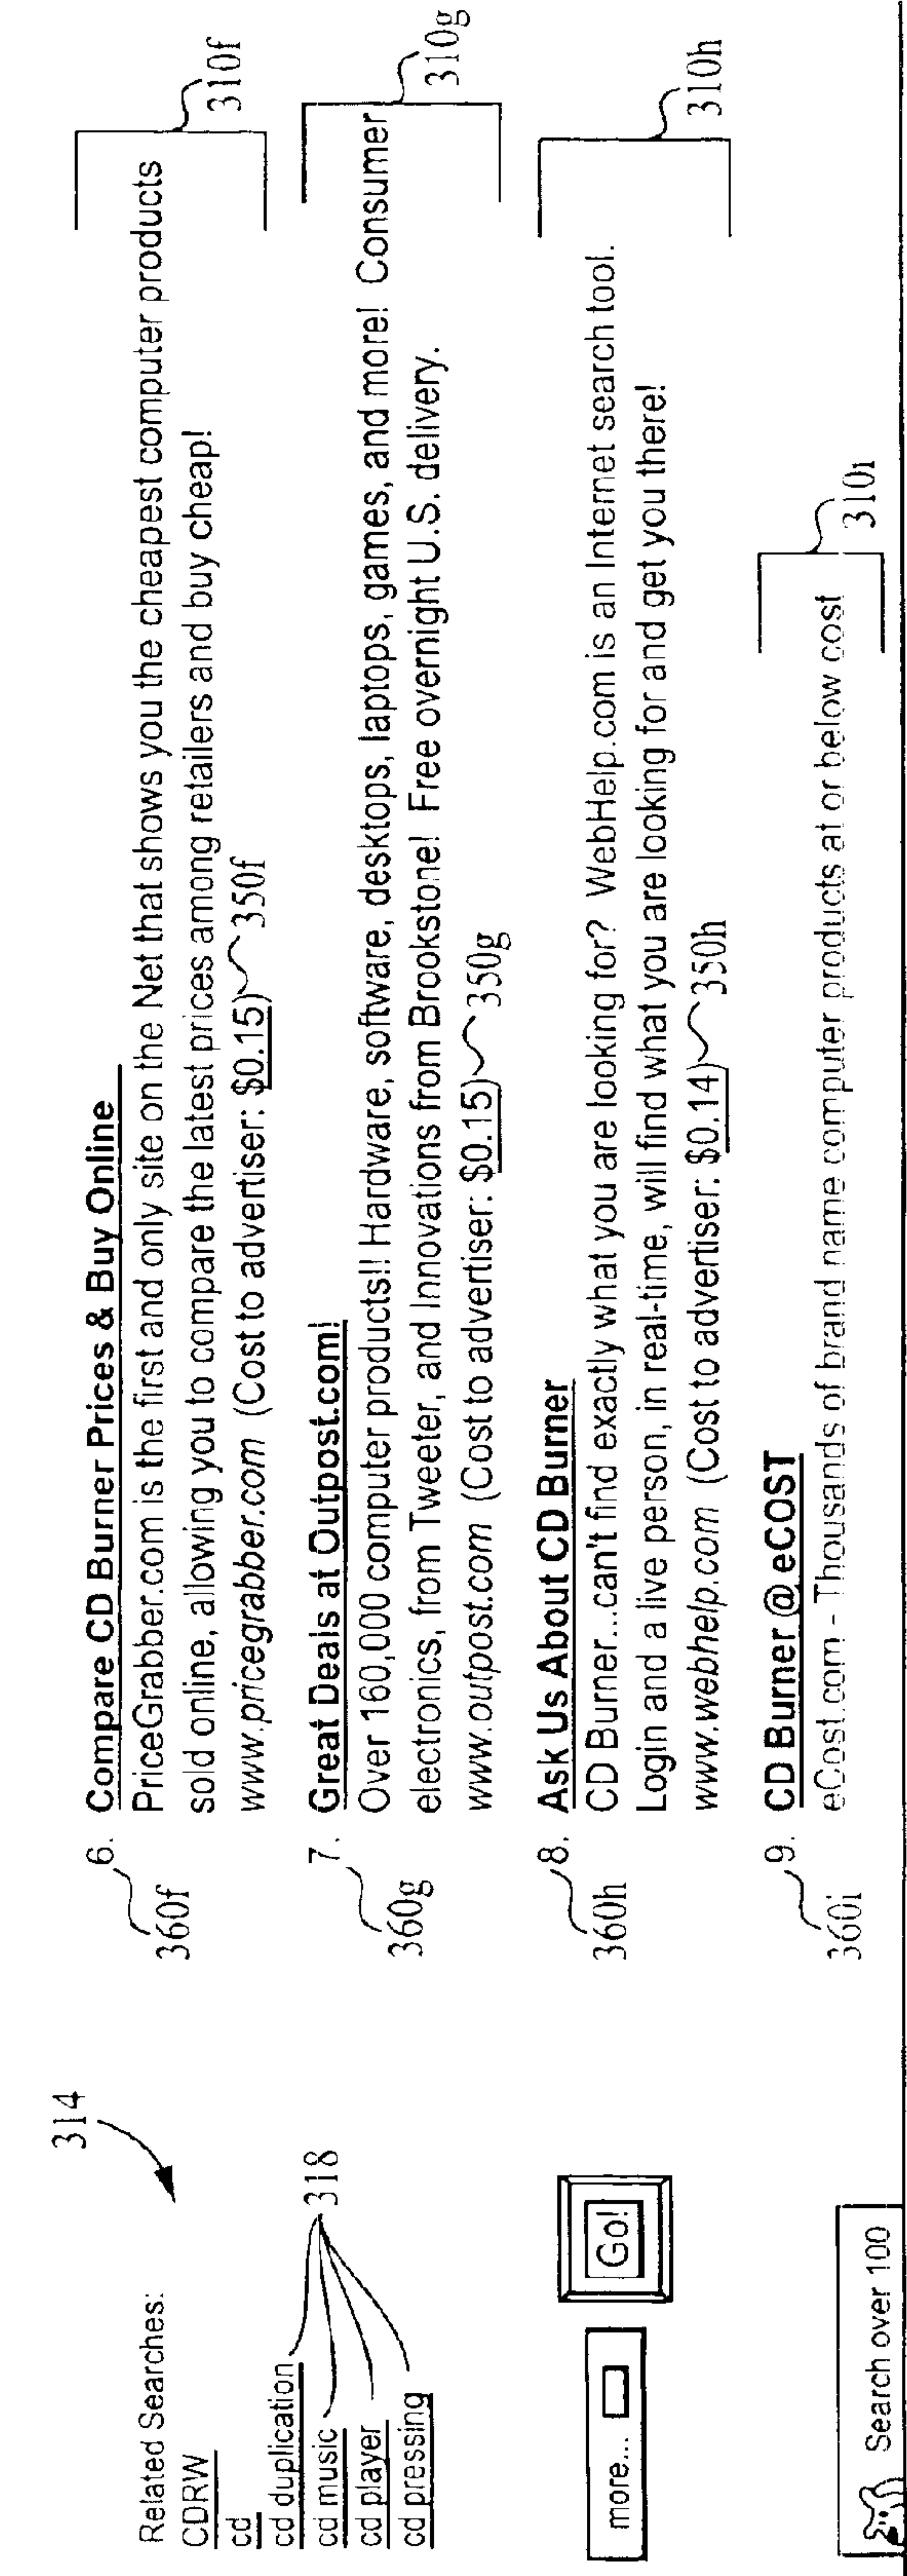 314
Related Searches:
CDRW
cd
cd duplication
cd music
cd player
cd pressing
318
more...
Go!
Search over 100
360f
6. Compare CD Burner Prices & Buy Online
PriceGrabber.com is the first and only site on the Net that shows you the cheapest computer products
sold online, allowing you to compare the latest prices among retailers and buy cheap!
www.pricegrabber.com (Cost to advertiser: $0.15)
350f
310f
360g
7. Great Deals at Outpost.com!
Over 160,000 computer products!! Hardware, software, desktops, laptops, games, and more! Consumer
electronics, from Tweeter, and Innovations from Brookstone! Free overnight U.S. delivery.
www.outpost.com (Cost to advertiser: $0.15)
350g
310g
360h
8. Ask Us About CD Burner
CD Burner...can't find exactly what you are looking for? WebHelp.com is an Internet search tool.
Login and a live person, in real-time, will find what you are looking for and get you there!
www.webhelp.com (Cost to advertiser: $0.14)
350h
310h
360i
9. CD Burner @ eCOST
eCost.com - Thousands of brand name computer products at or below cost
310i